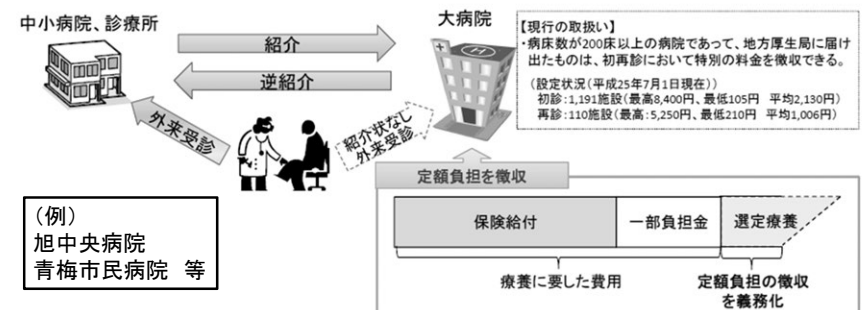 中小病院、診療所
大病院
紹介
逆紹介
外来受診
紹介状なし
外来受診
【現行の取扱い】
・病床数が200床以上の病院であって、地方厚生局に届け
出たものは、初再診において特別の料金を徴収できる。
（設定状況（平成25年7月1日現在））
初診：1,191施設（最高8,400円、最低105円　平均2,130円）
再診：110施設（最高：5,250円、最低210円　平均1,006円）
定額負担を徴収
保険給付
一部負担金
選定療養
療養に要した費用
定額負担の徴収
を義務化
（例）
旭中央病院
青梅市民病院　等